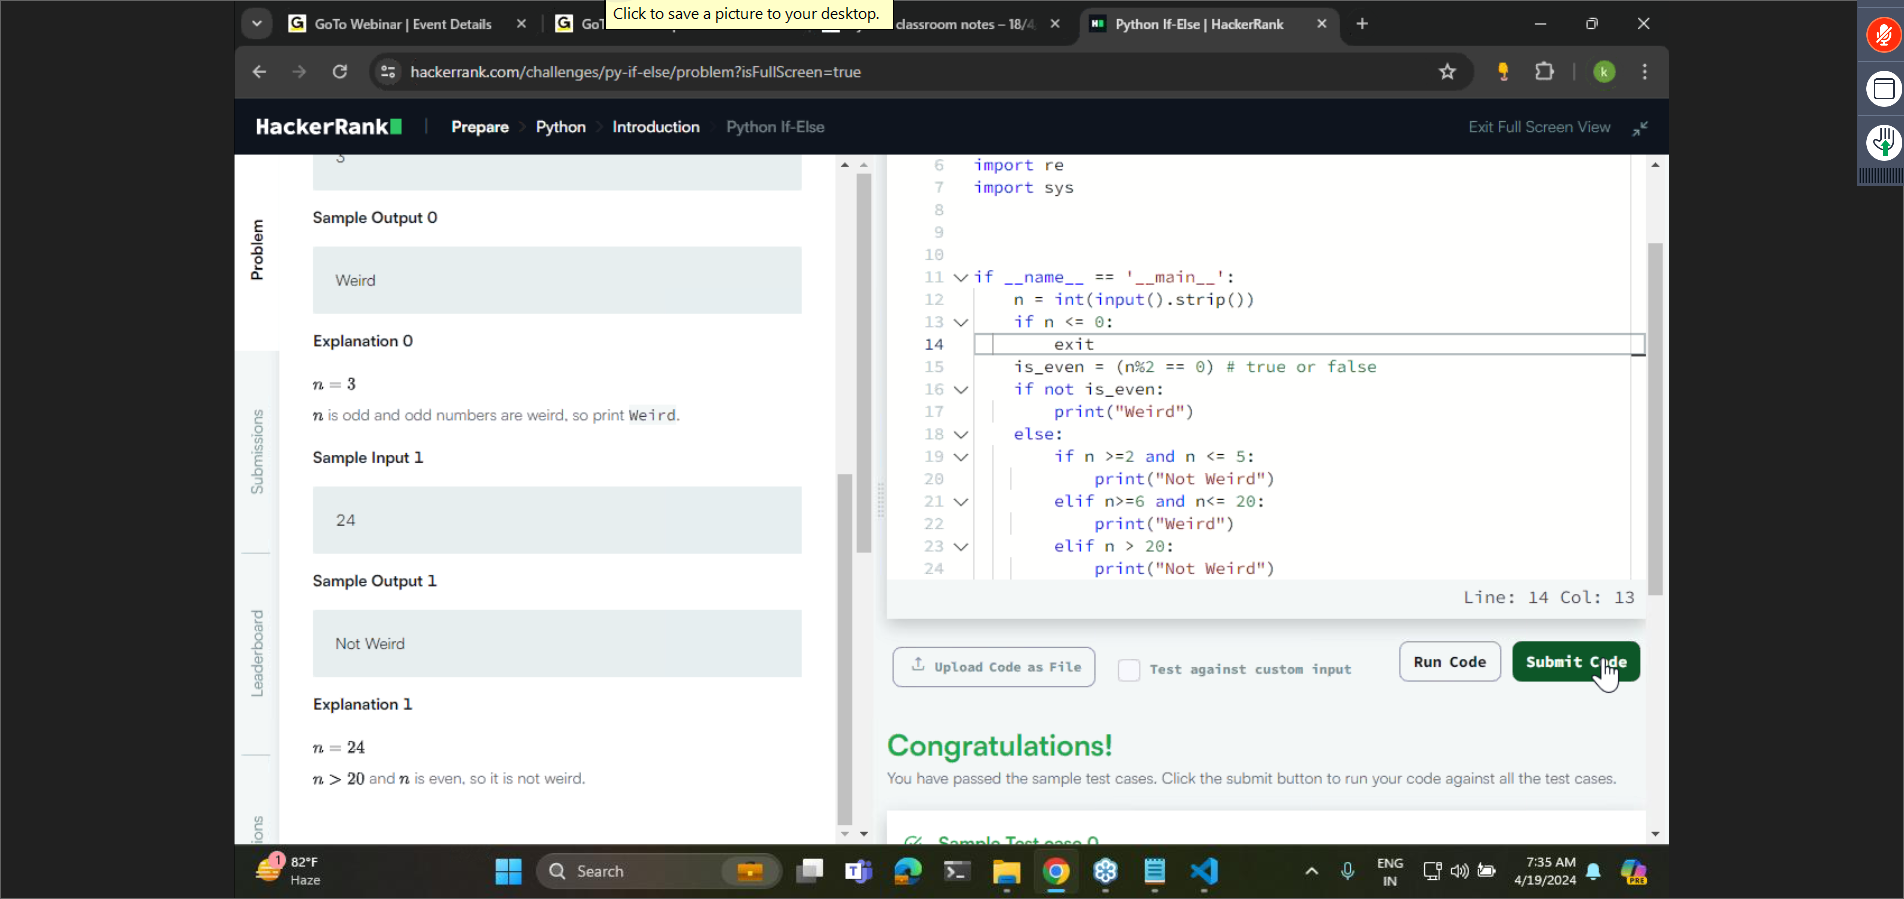 Click to save a picture to your desktop.
GoTo Webinar | Event Details
classroom notes – 18/4
Python If-Else | HackerRank
hackerrank.com/challenges/py-if-else/problem?isFullScreen=true
k
HackerRank
Prepare
Python
Introduction
Python If-Else
Exit Full Screen View
Problem
Submissions
Leaderboard
3
Sample Output 0
Weird
Explanation 0
n = 3
n is odd and odd numbers are weird, so print Weird.
Sample Input 1
24
Sample Output 1
Not Weird
Explanation 1
n = 24
n > 20 and n is even, so it is not weird.
6 import re
7 import sys
8
9
10
11 if __name__ == '__main__':
12 n = int(input().strip())
13 if n <= 0:
14 exit
15 is_even = (n%2 == 0) # true or false
16 if not is_even:
17 print("Weird")
18 else:
19 if n >=2 and n <= 5:
20 print("Not Weird")
21 elif n>=6 and n<= 20:
22 print("Weird")
23 elif n > 20:
24 print("Not Weird")
Line: 14 Col: 13
Upload Code as File
Test against custom input
Run Code
Submit Code
Congratulations!
You have passed the sample test cases. Click the submit button to run your code against all the test cases.
Sample Test case 0
1
82°F
Haze
Search
ENG
IN
7:35 AM
4/19/2024
PRE